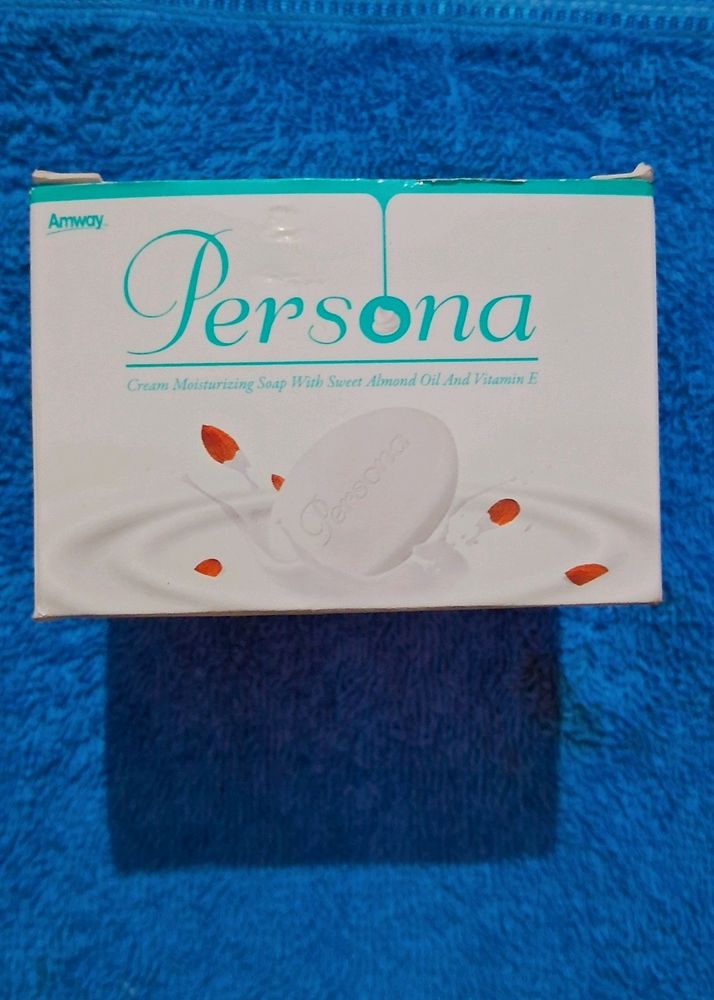 Amway
Persona
Cream Moisturizing Soap With Sweet Almond Oil And Vitamin E
Persona